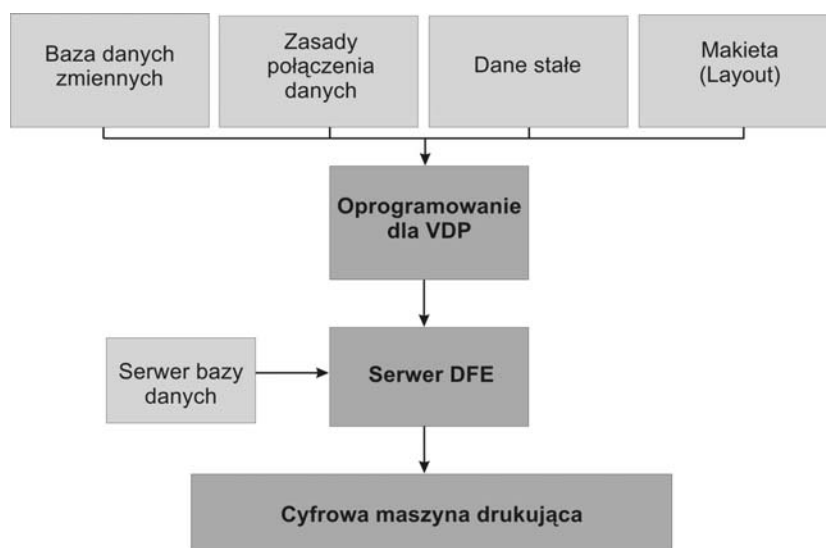 Baza danych
zmiennych
Zasady
połączenia
danych
Dane stałe
Makieta
(Layout)
Oprogramowanie
dla VDP
Serwer bazy
danych
Serwer DFE
Cyfrowa maszyna drukująca